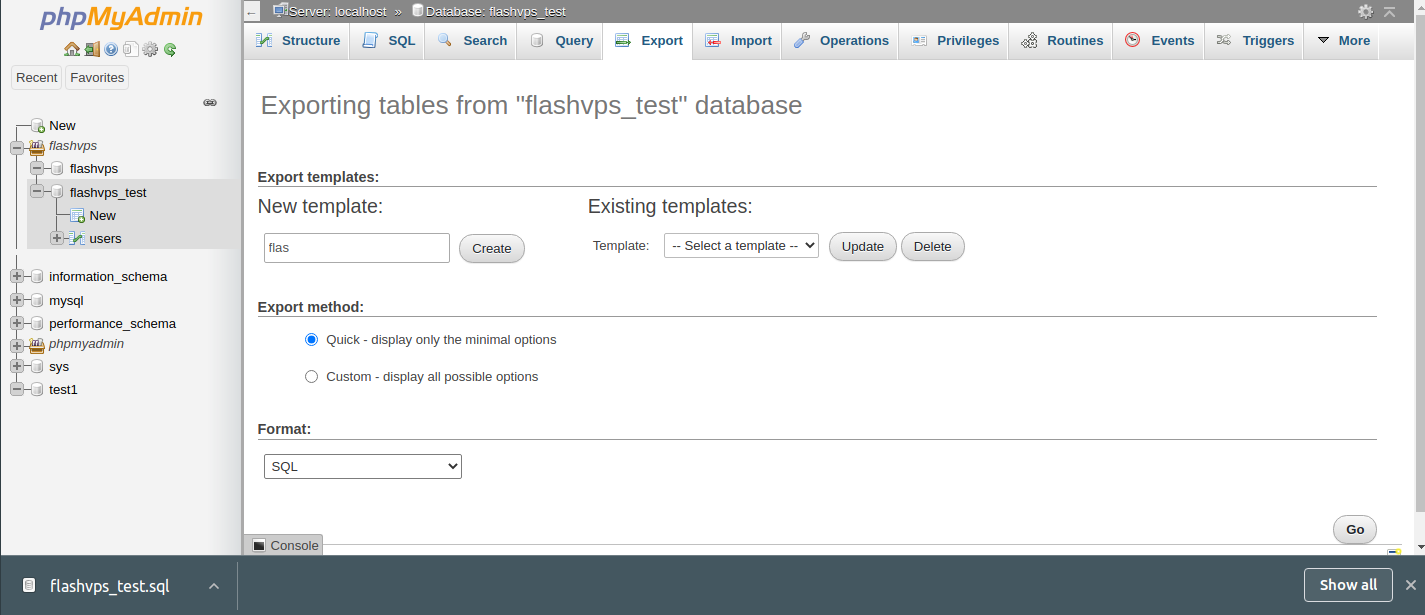 phpMyAdmin
Recent Favorites
New
flashvps
flashvps
flashvps_test
New
users
information_schema
mysql
performance_schema
phpmyadmin
sys
test1
← Server: localhost » Database: flashvps_test
Structure SQL Search Query Export Import Operations Privileges Routines Events Triggers More
Exporting tables from "flashvps_test" database
Export templates:
New template: Existing templates:
flas Create Template: -- Select a template -- Update Delete
Export method:
Quick - display only the minimal options
Custom - display all possible options
Format:
SQL
Go
Console
flashvps_test.sql Show all